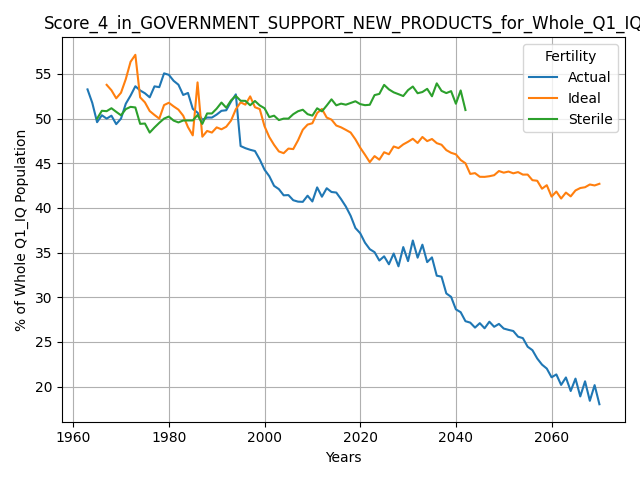 Score_4_in_GOVERNMENT_SUPPORT_NEW_PRODUCTS_for_Whole_Q1_IQ
Fertility
Actual
Ideal
Sterile
% of Whole Q1_IQ Population
55
50
45
40
35
30
25
20
1960
1980
2000
2020
2040
2060
Years